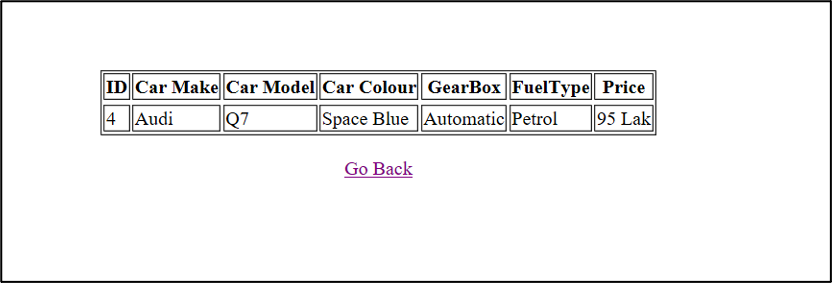 ID Car Make Car Model Car Colour GearBox FuelType Price
4 Audi Q7 Space Blue Automatic Petrol 95 Lak
Go Back